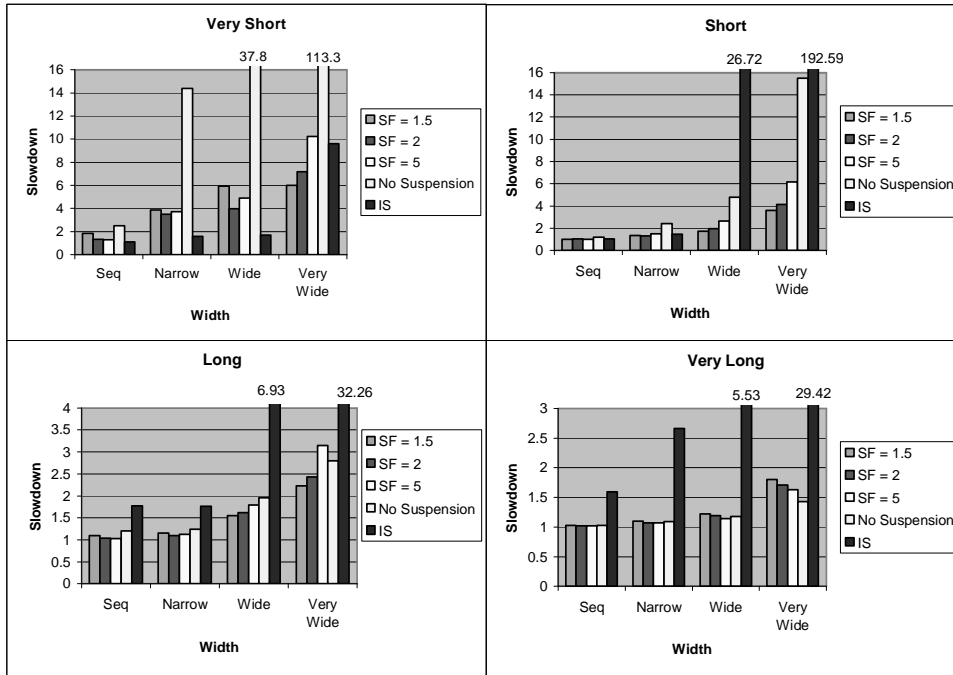 Very Short
37.8 113.3
16
14
12
10
8
6
4
2
0
Slowdown
Seq Narrow Wide Very Wide
Width
SF = 1.5
SF = 2
SF = 5
No Suspension
IS
Short
26.72 192.59
16
14
12
10
8
6
4
2
0
Slowdown
Seq Narrow Wide Very Wide
Width
SF = 1.5
SF = 2
SF = 5
No Suspension
IS
Long
6.93 32.26
4
3.5
3
2.5
2
1.5
1
0.5
0
Slowdown
Seq Narrow Wide Very Wide
Width
SF = 1.5
SF = 2
SF = 5
No Suspension
IS
Very Long
5.53 29.42
3
2.5
2
1.5
1
0.5
0
Slowdown
Seq Narrow Wide Very Wide
Width
SF = 1.5
SF = 2
SF = 5
No Suspension
IS